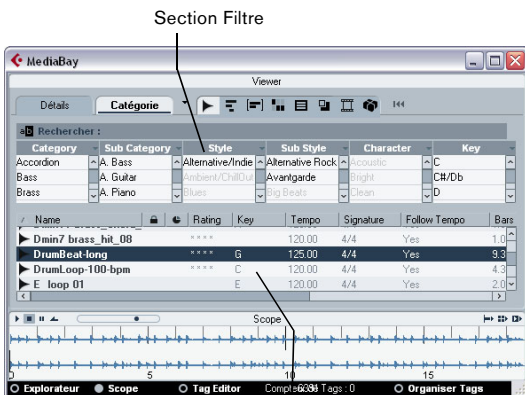 Section Filtre
MediaBay
Viewer
Détails Catégorie
Rechercher :
Category Sub Category Style Sub Style Character Key
Accordion A. Bass Alternative/Indie Alternative Rock Acoustic C
Bass A. Guitar Ambient/ChillOut Avantgarde Bright C#/Db
Brass A. Piano Blues Big Beats Clean D
/ Name Rating Key Tempo Signature Follow Tempo Bars
Dmin7 brass_hit_08 **** 120.00 4/4 Yes 1.0
DrumBeat-long G 125.00 4/4 Yes 9.3
DrumLoop-100-bpm **** C 120.00 4/4 Yes 4.3
E loop 01 E 120.00 4/4 Yes 2.0
Scope
0 5 10 15
Explorateur Scope Tag Editor Tags : 0 Organiser Tags